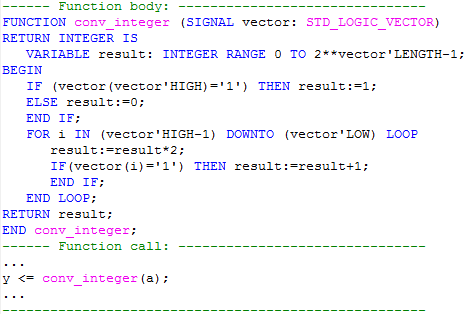 ------ Function body: -------------------------------
FUNCTION conv_integer (SIGNAL vector: STD_LOGIC_VECTOR)
RETURN INTEGER IS
VARIABLE result: INTEGER RANGE 0 TO 2**vector'LENGTH-1;
BEGIN
IF (vector(vector'HIGH)='1') THEN result:=1;
ELSE result:=0;
END IF;
FOR i IN (vector'HIGH-1) DOWNTO (vector'LOW) LOOP
result:=result*2;
IF(vector(i)='1') THEN result:=result+1;
END IF;
END LOOP;
RETURN result;
END conv_integer;
------ Function call: -------------------------------
...
y <= conv_integer(a);
...
-----------------------------------------------------